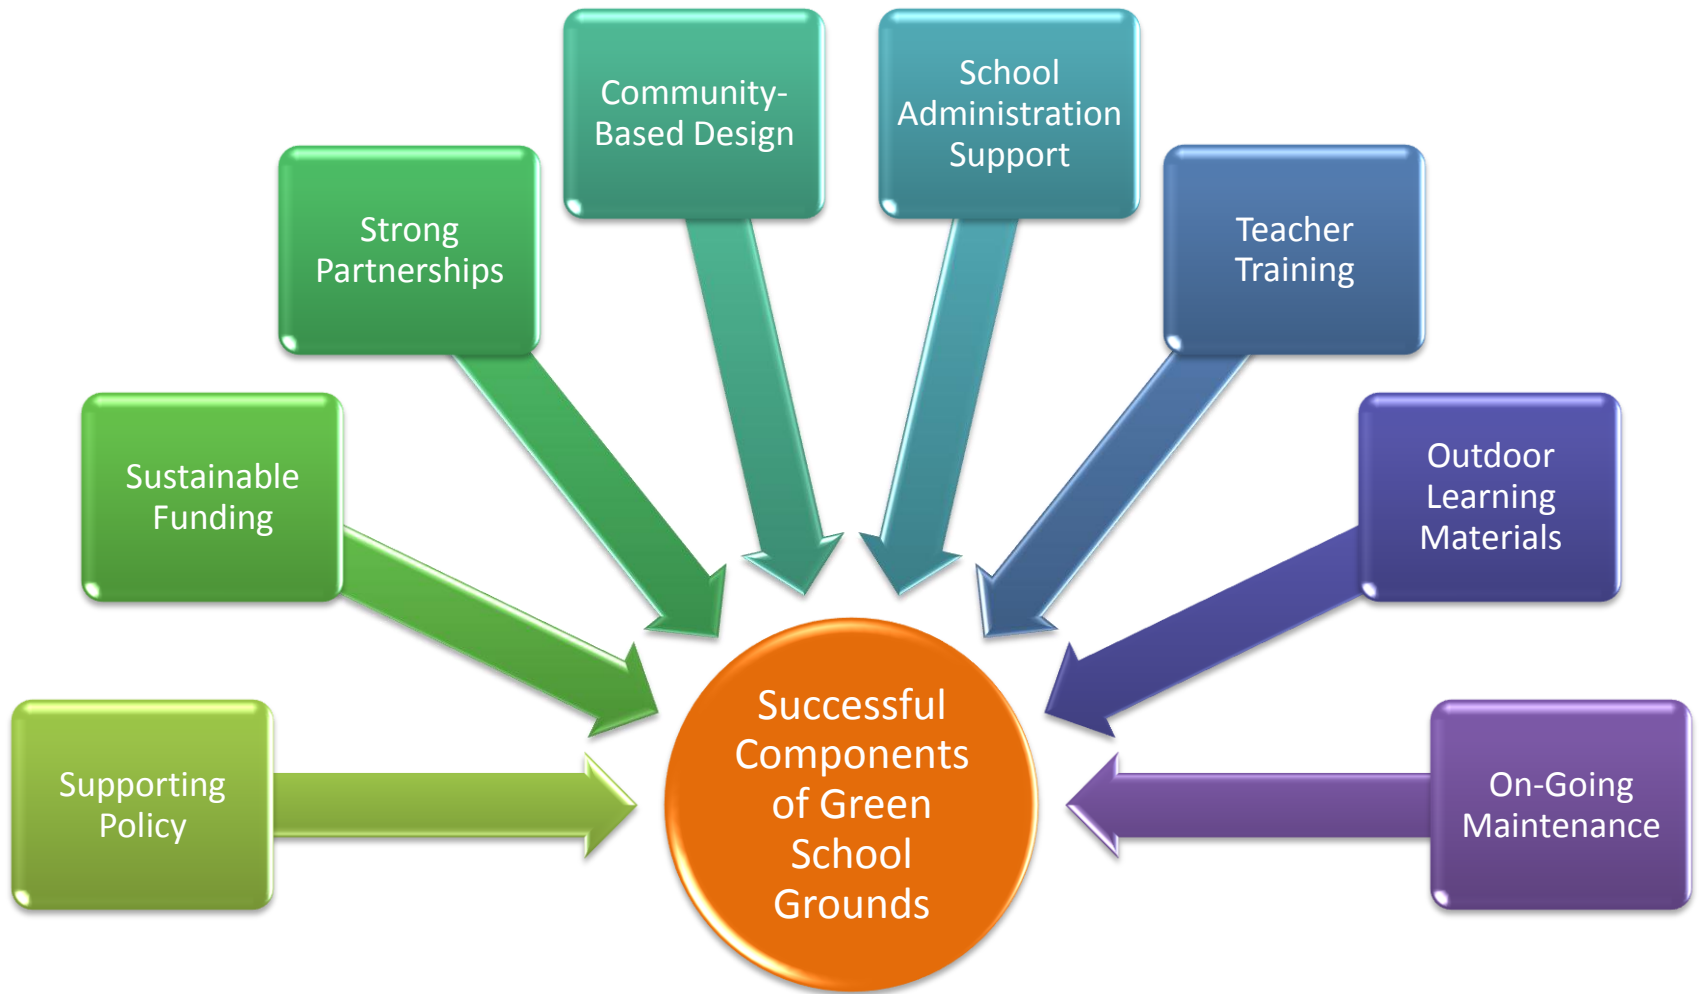 Community-
Based Design
School
Administration
Support
Strong
Partnerships
Teacher
Training
Sustainable
Funding
Outdoor
Learning
Materials
Supporting
Policy
Successful
Components
of Green
School
Grounds
On-Going
Maintenance